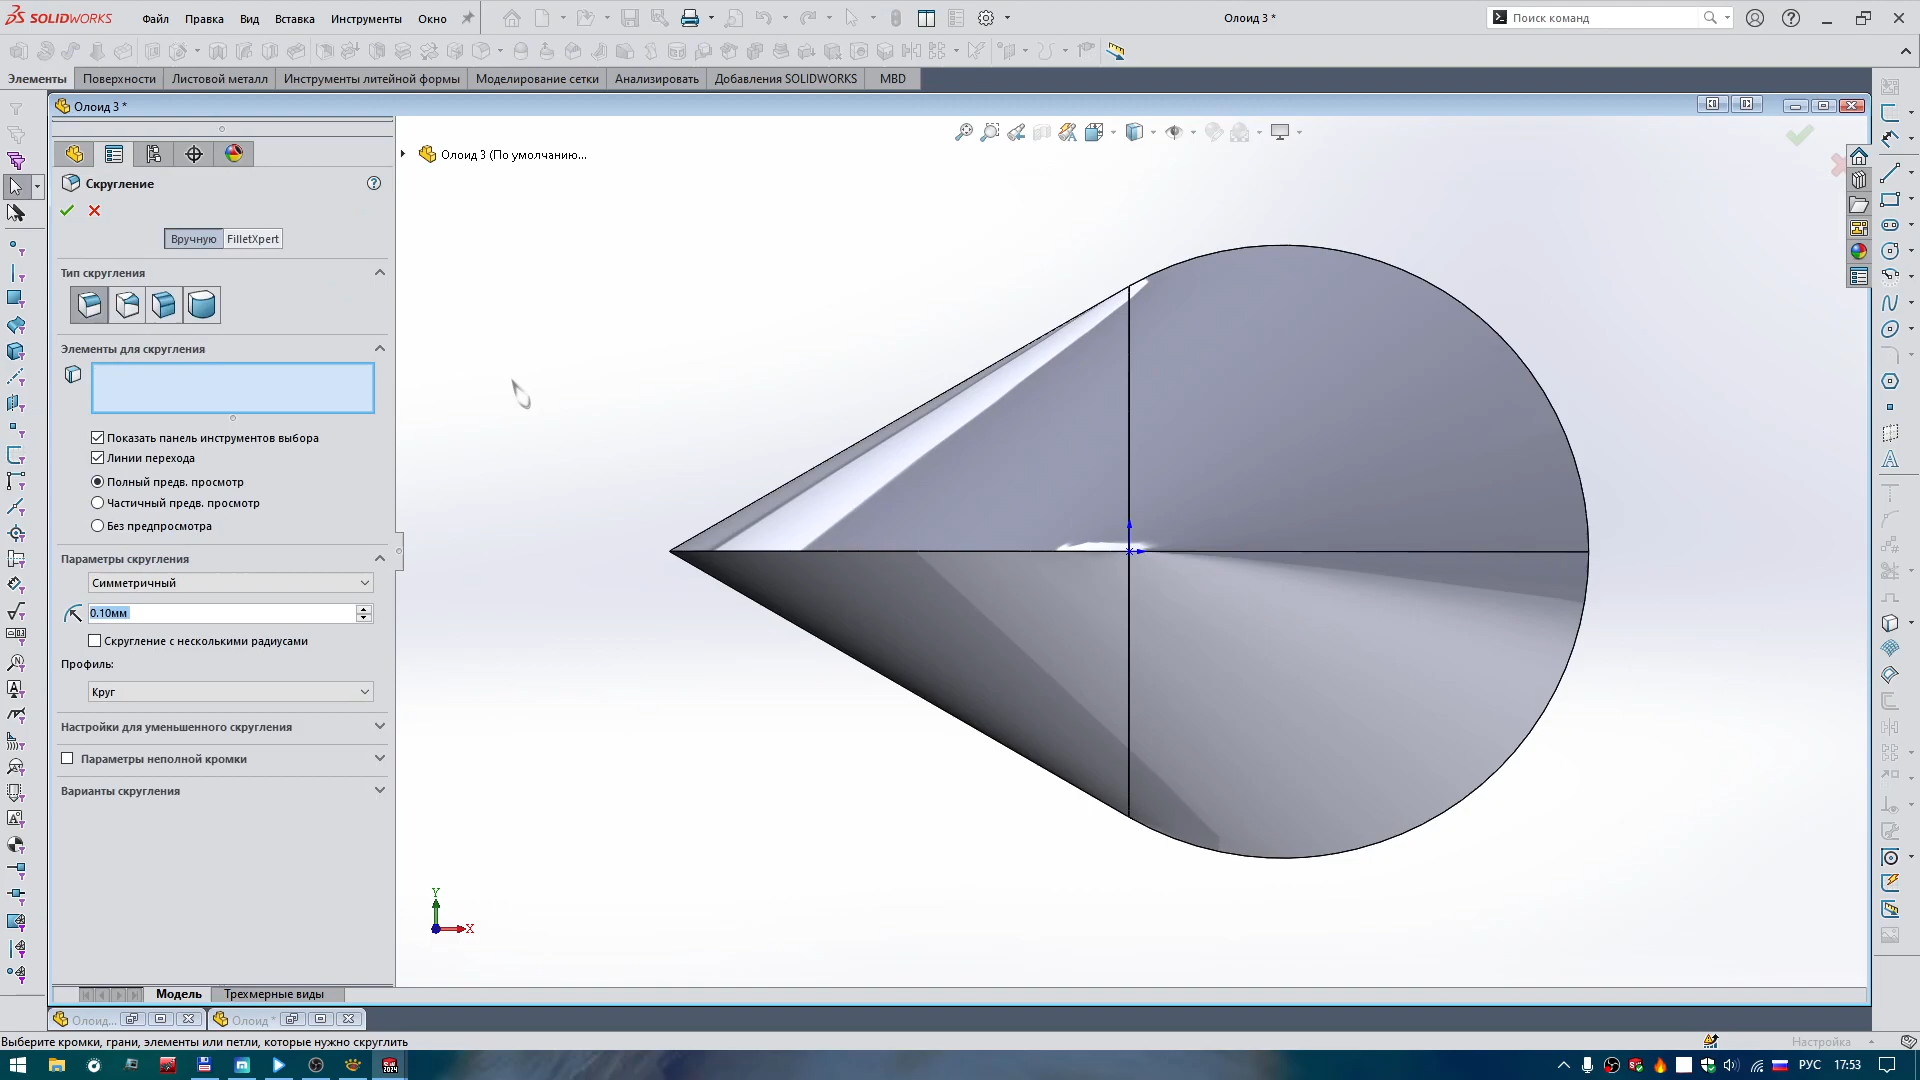 SOLIDWORKS
Файл Правка Вид Вставка Инструменты Окно
Олоид 3 *
Поиск команд
Элементы Поверхности Листовой металл Инструменты литейной формы Моделирование сетки Анализировать Добавления SOLIDWORKS MBD
Олоид 3 *
Олоид 3 (По умолчанию...
Скругление
Вручную FilletXpert
Тип скругления
Элементы для скругления
Показать панель инструментов выбора
Линии перехода
Полный предв. просмотр
Частичный предв. просмотр
Без предпросмотра
Параметры скругления
Симметричный
0.10мм
Скругление с несколькими радиусами
Профиль:
Круг
Настройки для уменьшенного скругления
Параметры неполной кромки
Варианты скругления
Y
X
Модель Трехмерные виды
Олоид... Олоид *
Выберите кромки, грани, элементы или петли, которые нужно скруглить
Настройка
РУС 17:53